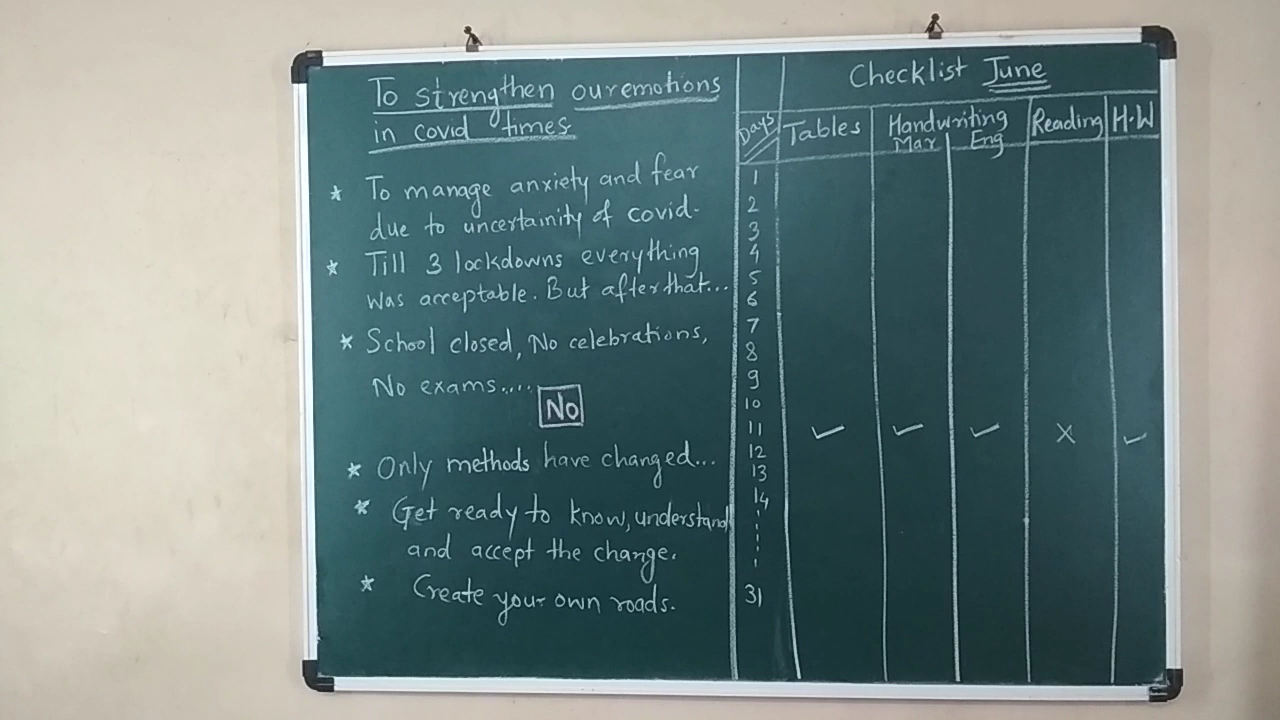 To strengthen our emotions
in covid times
* To manage anxiety and fear
due to uncertainity of covid.
* Till 3 lockdowns everything
was acceptable. But after that...
* School closed, No celebrations,
No exams.....
No
* Only methods have changed...
* Get ready to know, understand
and accept the change.
* Create your own roads.
Checklist June
Days Tables Handwriting Reading H.W
Mar Eng
1
2
3
4
5
6
7
8
9
10
11 ✓ ✓ ✓ X ✓
12
13
14
31